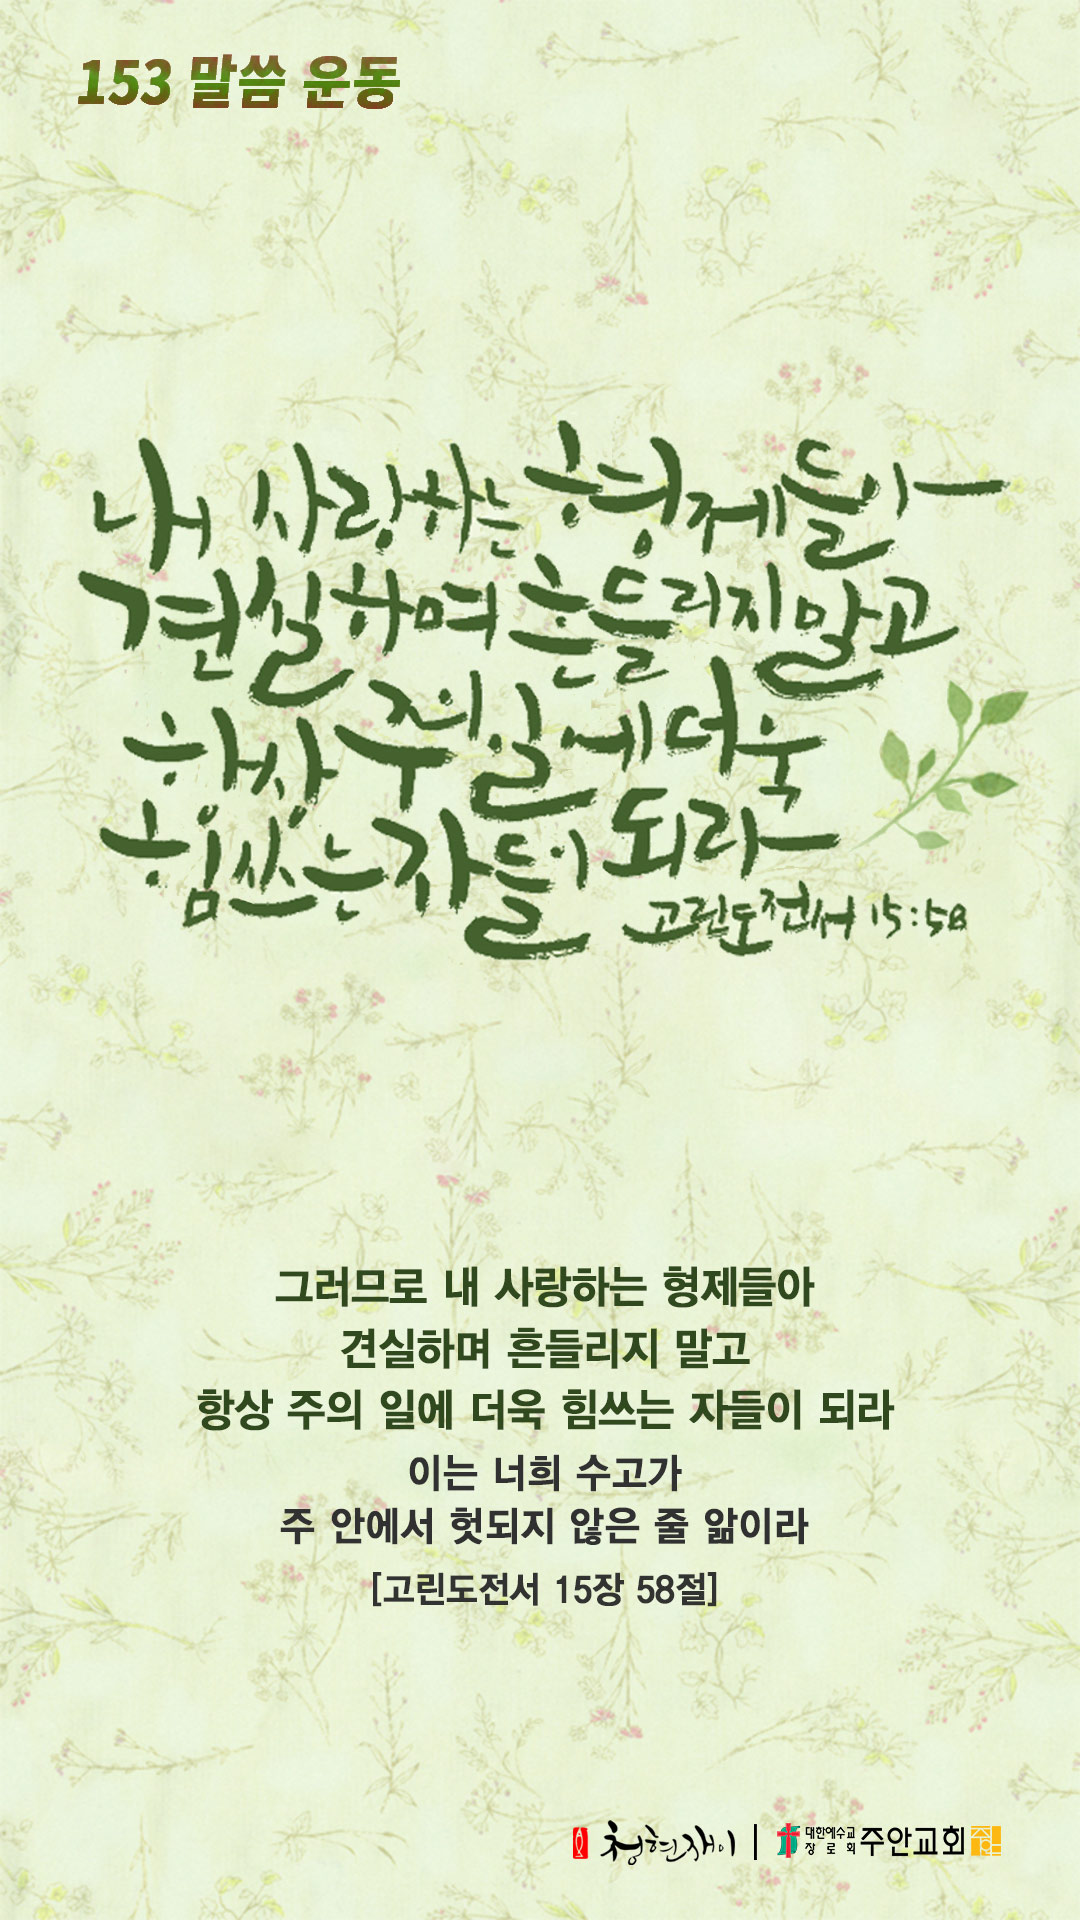 153 말씀 운동
내 사랑하는 형제들아
견실하며 흔들리지 말고
항상 주의 일에 더욱
힘쓰는 자들이 되라
고린도전서 15:58
그러므로 내 사랑하는 형제들아
견실하며 흔들리지 말고
항상 주의 일에 더욱 힘쓰는 자들이 되라
이는 너희 수고가
주 안에서 헛되지 않은 줄 앎이라
[고린도전서 15장 58절]
청현재이 | 대한예수교장로회 주안교회 주안